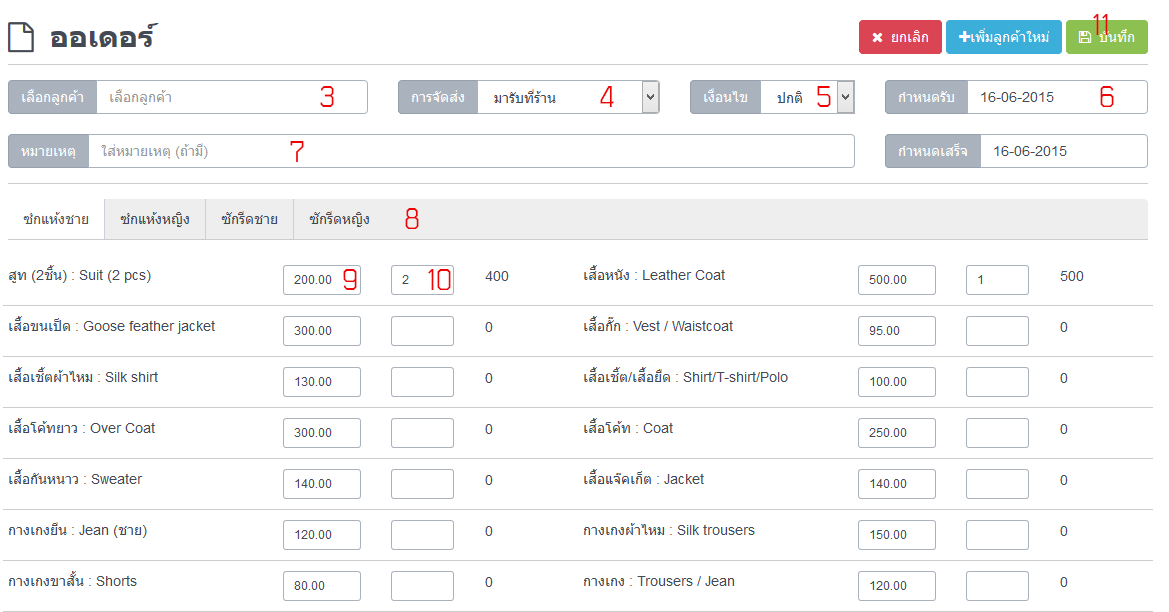 ออเดอร์
ยกเลิก เพิ่มลูกค้าใหม่ บันทึก 11
เลือกลูกค้า เลือกลูกค้า 3 การจัดส่ง มารับที่ร้าน 4 เงื่อนไข ปกติ 5 กำหนดรับ 16-06-2015 6
หมายเหตุ ใส่หมายเหตุ (ถ้ามี) 7 กำหนดเสร็จ 16-06-2015
ซักแห้งชาย ซักแห้งหญิง ซักรีดชาย ซักรีดหญิง 8
สูท (2ชิ้น) : Suit (2 pcs) 200.00 9 2 10 400 เสื้อหนัง : Leather Coat 500.00 1 500
เสื้อขนเป็ด : Goose feather jacket 300.00 0 เสื้อกั๊ก : Vest / Waistcoat 95.00 0
เสื้อเชิ้ตผ้าไหม : Silk shirt 130.00 0 เสื้อเชิ้ต/เสื้อยืด : Shirt/T-shirt/Polo 100.00 0
เสื้อโค้ทยาว : Over Coat 300.00 0 เสื้อโค้ท : Coat 250.00 0
เสื้อกันหนาว : Sweater 140.00 0 เสื้อแจ๊คเก็ต : Jacket 140.00 0
กางเกงยีน : Jean (ชาย) 120.00 0 กางเกงผ้าไหม : Silk trousers 150.00 0
กางเกงขาสั้น : Shorts 80.00 0 กางเกง : Trousers / Jean 120.00 0